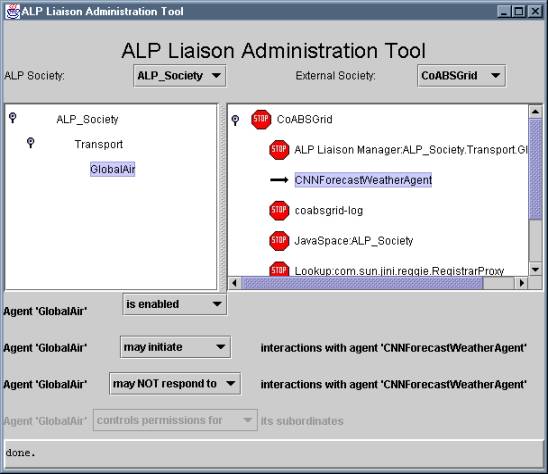 ALP Liaison Administration Tool
ALP Liaison Administration Tool
ALP Society: ALP_Society External Society: CoABSGrid
ALP_Society
Transport
GlobalAir
STOP CoABSGrid
STOP ALP Liaison Manager:ALP_Society.Transport.Gl
CNNForecastWeatherAgent
STOP coabsgrid-log
STOP JavaSpace:ALP_Society
STOP Lookup:com.sun.jini.reggie.RegistrarProxy
Agent 'GlobalAir' is enabled
Agent 'GlobalAir' may initiate interactions with agent 'CNNForecastWeatherAgent'
Agent 'GlobalAir' may NOT respond to interactions with agent 'CNNForecastWeatherAgent'
Agent 'GlobalAir' controls permissions for its subordinates
done.